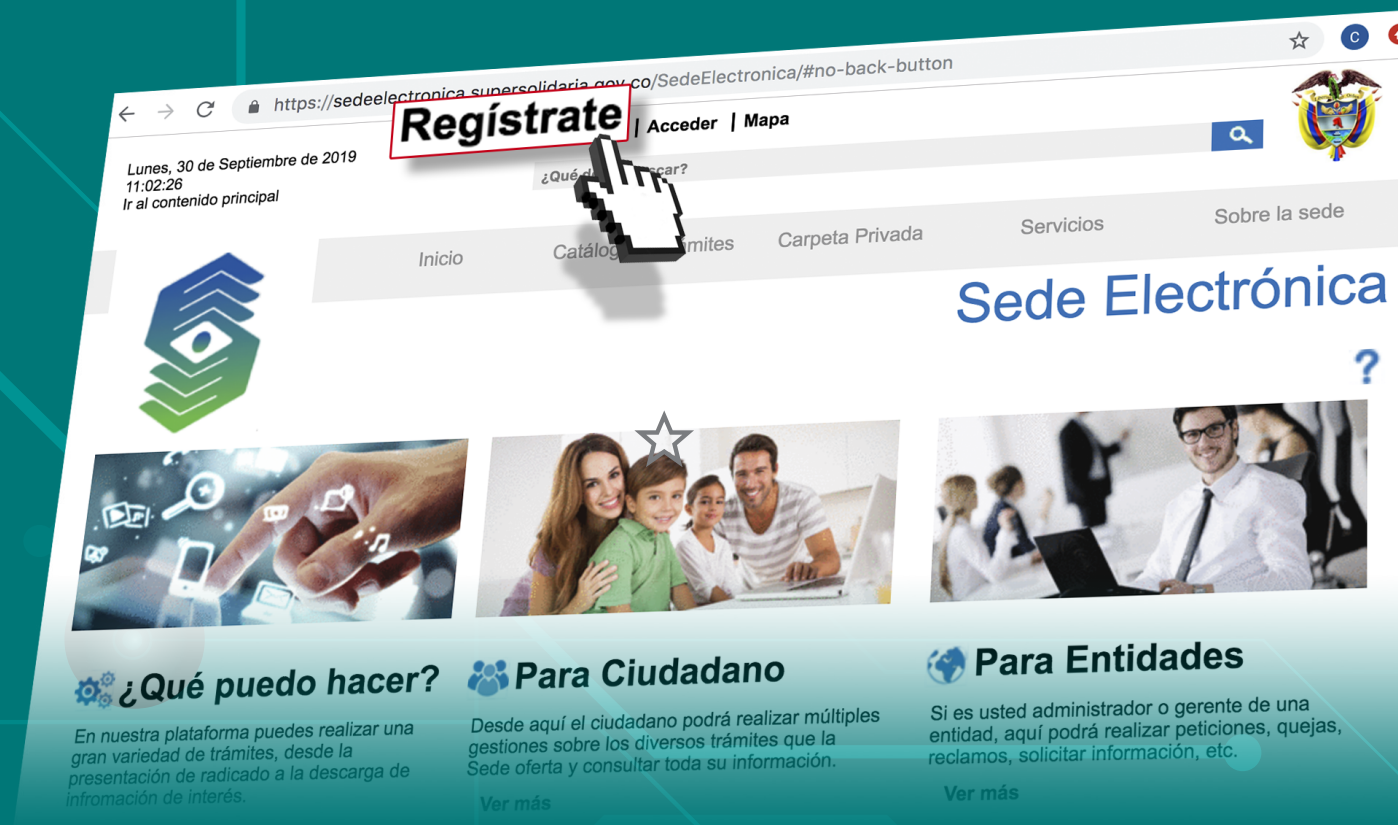 https://sedeelectronica.supersolidaria.gov.co/SedeElectronica/#no-back-button
C
Regístrate | Acceder | Mapa
Lunes, 30 de Septiembre de 2019
11:02:26
Ir al contenido principal
¿Qué
Inicio
Carpeta Privada
Servicios
Sobre la sede
Sede Electrónica
?
¿Qué puedo hacer?
En nuestra plataforma puedes realizar una
gran variedad de trámites, desde la
presentación de radicado a la descarga de
infromación de interés.
Para Ciudadano
Desde aquí el ciudadano podrá realizar múltiples
gestiones sobre los diversos trámites que la
Sede oferta y consultar toda su información.
Ver más
Para Entidades
Si es usted administrador o gerente de una
entidad, aquí podrá realizar peticiones, quejas,
reclamos, solicitar información, etc.
Ver más